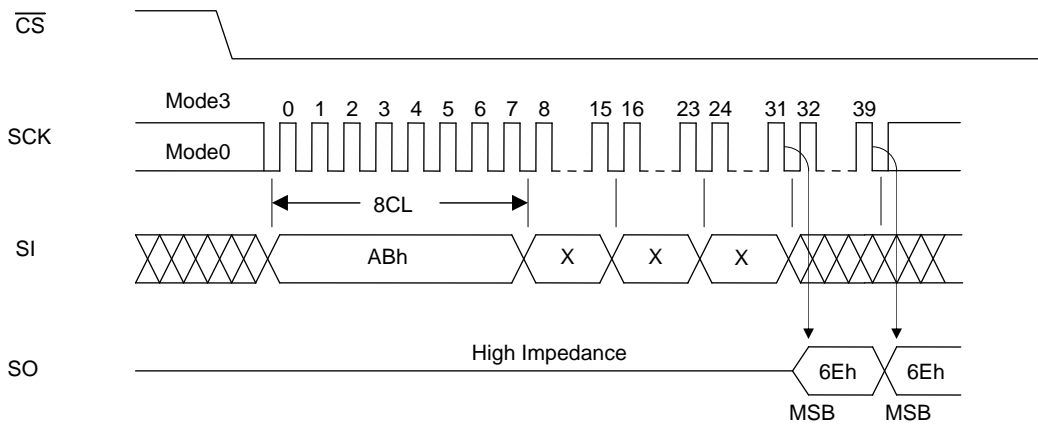 CS
Mode3
0 1 2 3 4 5 6 7 8 15 16 23 24 31 32 39
SCK
Mode0
8CL
SI
ABh X X X
High Impedance
SO
6Eh 6Eh
MSB MSB